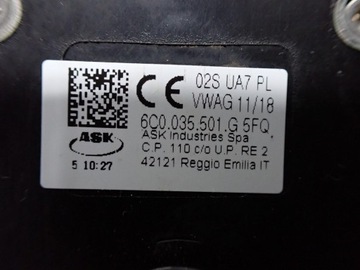 02S UA7 PL
VWAG 11/18
6C0.035.501.G 5FQ
ASK Industries Spa
C.P. 110 c/o U.P. RE 2
42121 Reggio Emilia IT
ASK
5 10:27